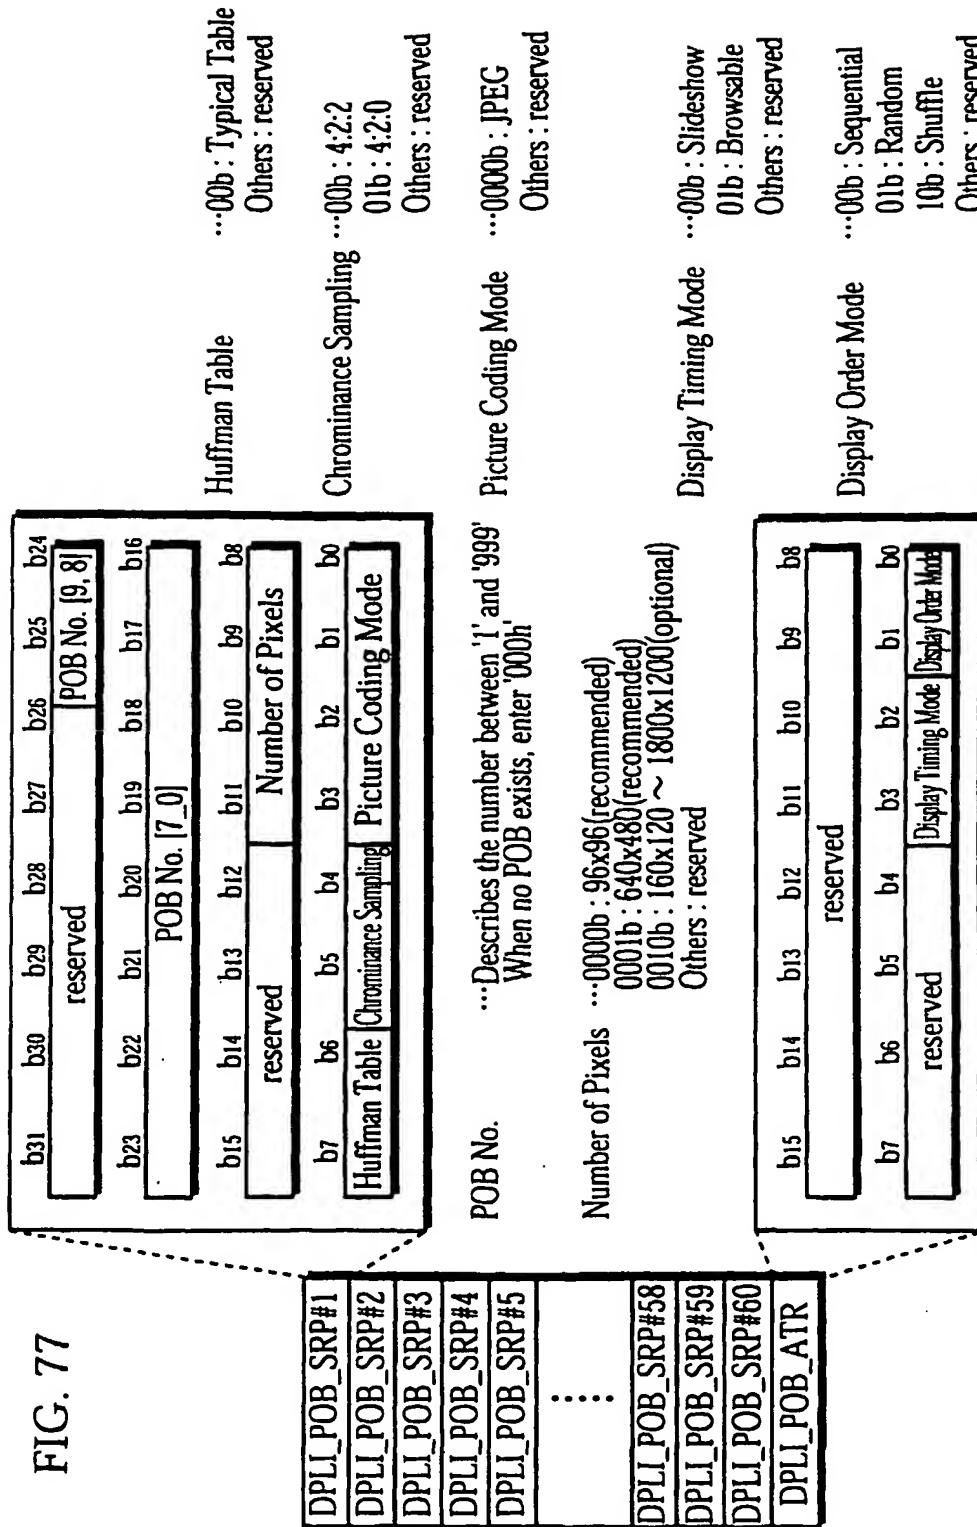 FIG. 77
DPLI_POB_SRP#1
DPLI_POB_SRP#2
DPLI_POB_SRP#3
DPLI_POB_SRP#4
DPLI_POB_SRP#5
DPLI_POB_SRP#58
DPLI_POB_SRP#59
DPLI_POB_SRP#60
DPLI_POB_ATR
b31 b30 b29 b28 b27 b26 b25 b24
reserved POB No. [9, 8]
b23 b22 b21 b20 b19 b18 b17 b16
POB No. [7_0]
b15 b14 b13 b12 b11 b10 b9 b8
reserved Number of Pixels
b7 b6 b5 b4 b3 b2 b1 b0
Huffman Table Chrominance Sampling Picture Coding Mode
POB No. ···Describes the number between '1' and '999'
When no POB exists, enter '000h'
Number of Pixels ···0000b : 96x96(recommended)
0001b : 640x480(recommended)
0010b : 160x120 ~ 1800x1200(optional)
Others : reserved
b15 b14 b13 b12 b11 b10 b9 b8
reserved
b7 b6 b5 b4 b3 b2 b1 b0
reserved Display Timing Mode Display Order Mode
Huffman Table ···00b : Typical Table
Others : reserved
Chrominance Sampling ···00b : 4:2:2
01b : 4:2:0
Others : reserved
Picture Coding Mode ···0000b : JPEG
Others : reserved
Display Timing Mode ···00b : Slideshow
01b : Browsable
Others : reserved
Display Order Mode ···00b : Sequential
01b : Random
10b : Shuffle
Others : reserved